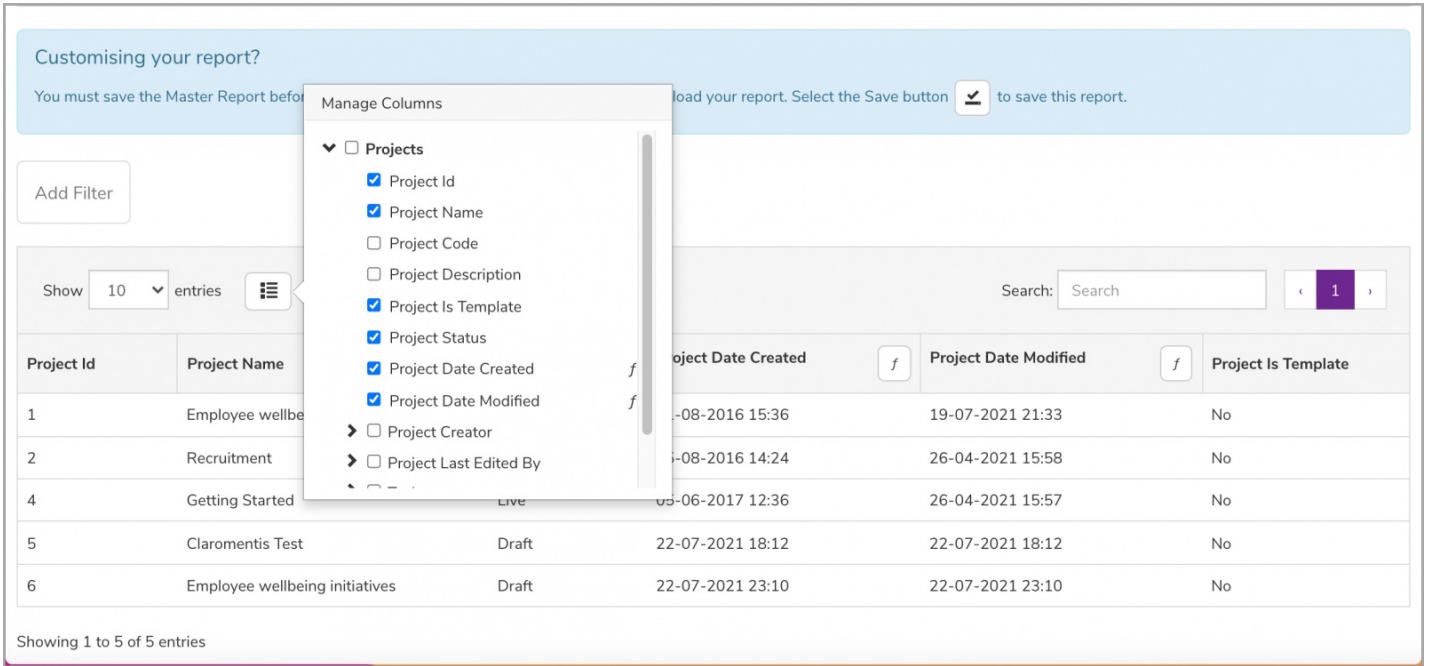 Customising your report?
You must save the Master Report before load your report. Select the Save button to save this report.
Manage Columns
Projects
Project Id
Project Name
Project Code
Project Description
Project Is Template
Project Status
Project Date Created f
Project Date Modified f
Project Creator
Project Last Edited By
Add Filter
Show 10 entries Search: Search ‹ 1 ›
Project Id Project Name Project Date Created f Project Date Modified f Project Is Template
1 Employee wellbe -08-2016 15:36 19-07-2021 21:33 No
2 Recruitment -08-2016 14:24 26-04-2021 15:58 No
4 Getting Started Live 05-06-2017 12:36 26-04-2021 15:57 No
5 Claromentis Test Draft 22-07-2021 18:12 22-07-2021 18:12 No
6 Employee wellbeing initiatives Draft 22-07-2021 23:10 22-07-2021 23:10 No
Showing 1 to 5 of 5 entries